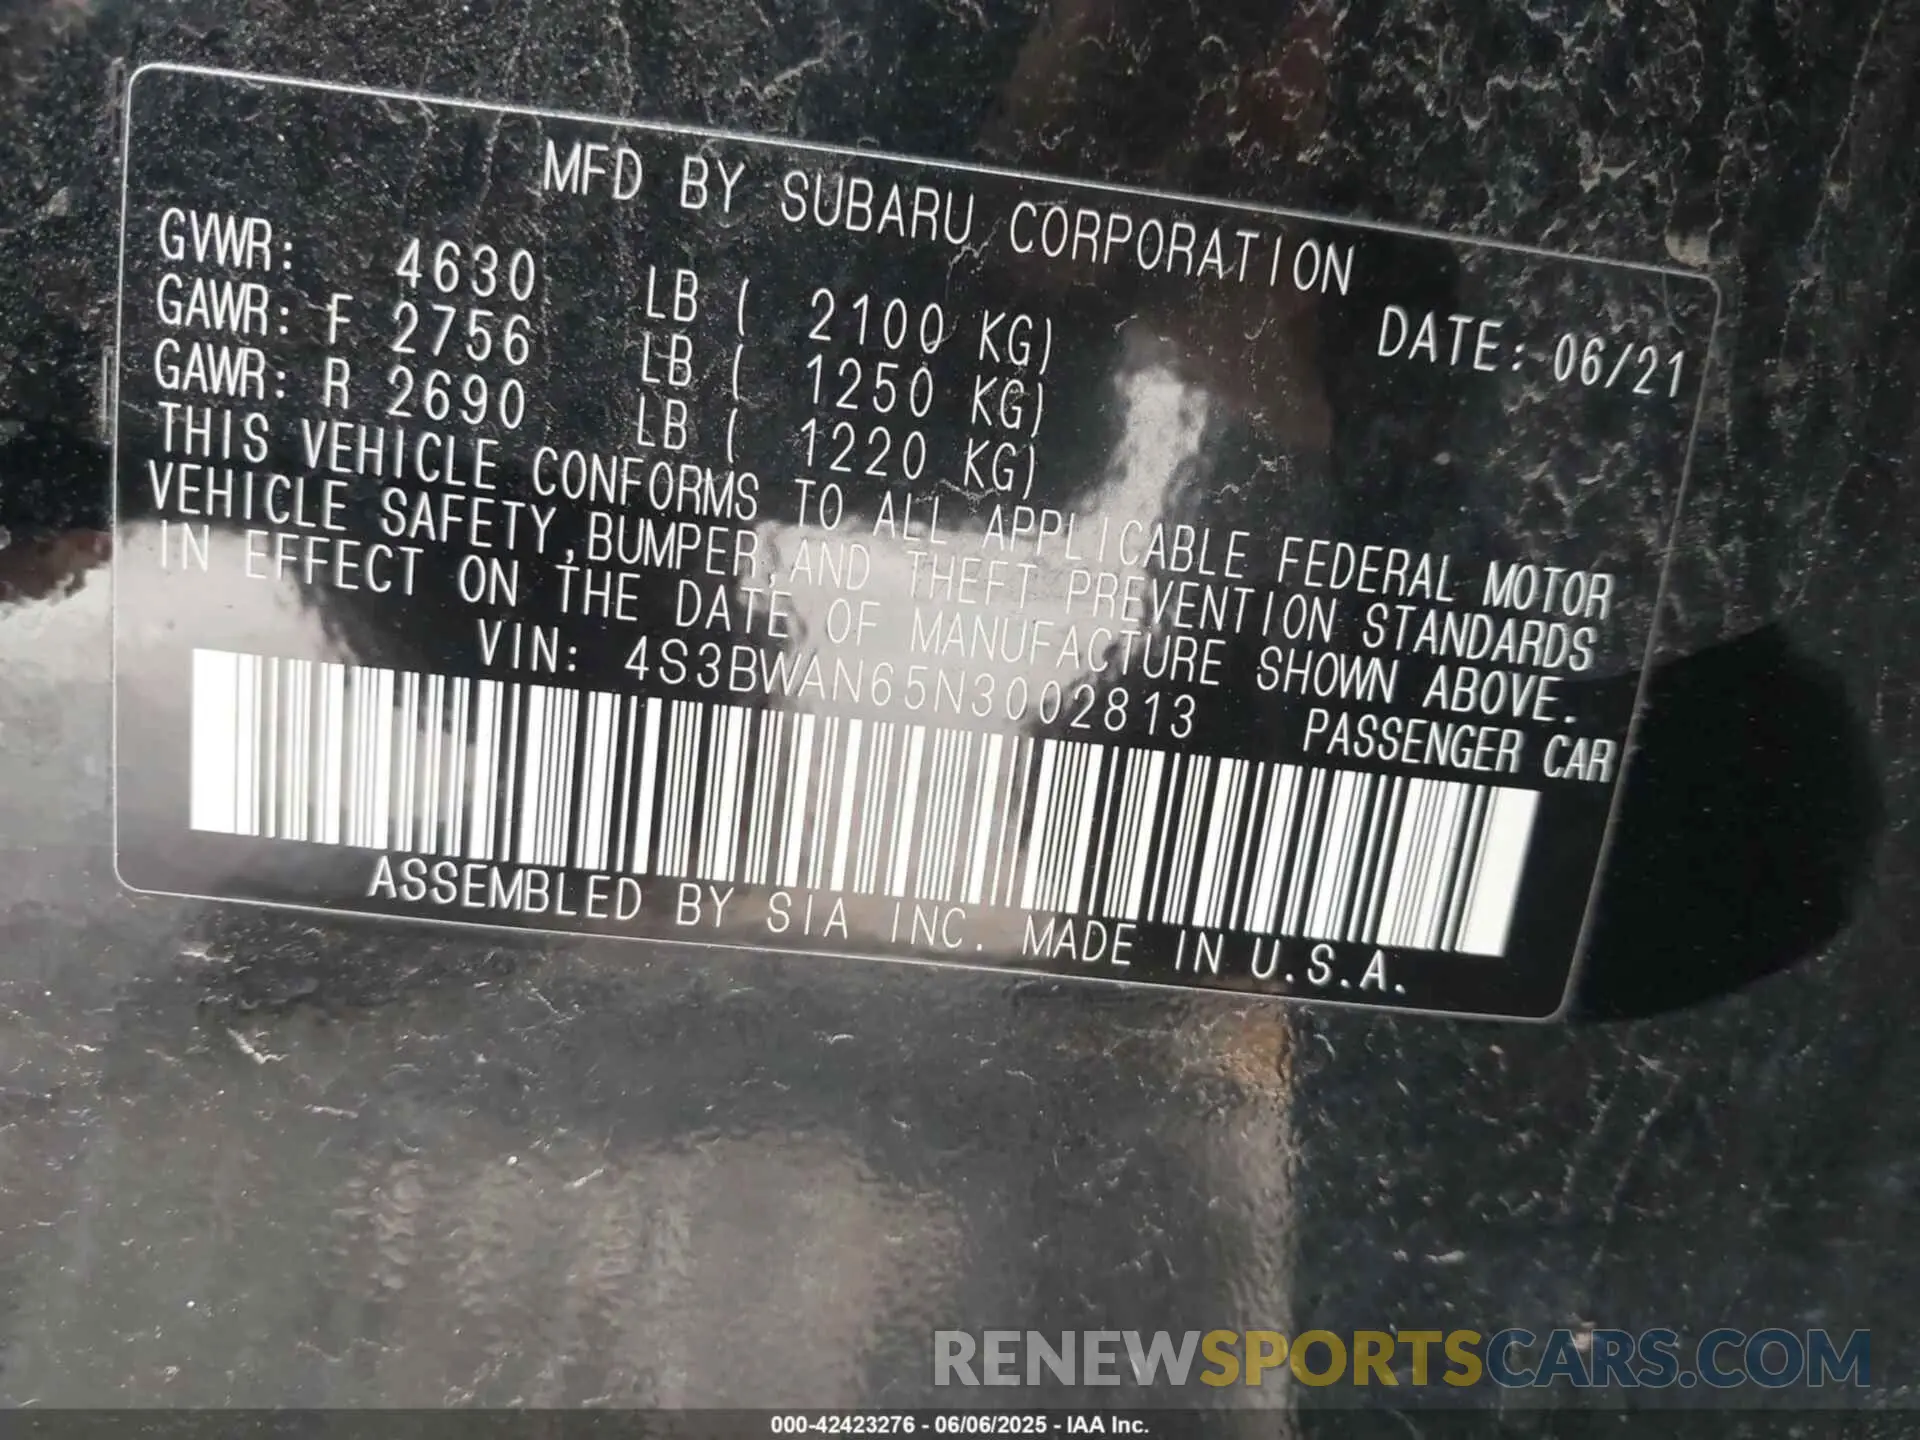 MFD BY SUBARU CORPORATION
GVWR: 4630 LB ( 2100 KG) DATE: 06/21
GAWR: F 2756 LB ( 1250 KG)
GAWR: R 2690 LB ( 1220 KG)
THIS VEHICLE CONFORMS TO ALL APPLICABLE FEDERAL MOTOR
VEHICLE SAFETY,BUMPER,AND THEFT PREVENTION STANDARDS
IN EFFECT ON THE DATE OF MANUFACTURE SHOWN ABOVE.
VIN: 4S3BWAN65N3002813 PASSENGER CAR
ASSEMBLED BY SIA INC. MADE IN U.S.A.
RENEWSPORTSCARS.COM
000-42423276 - 06/06/2025 - IAA Inc.